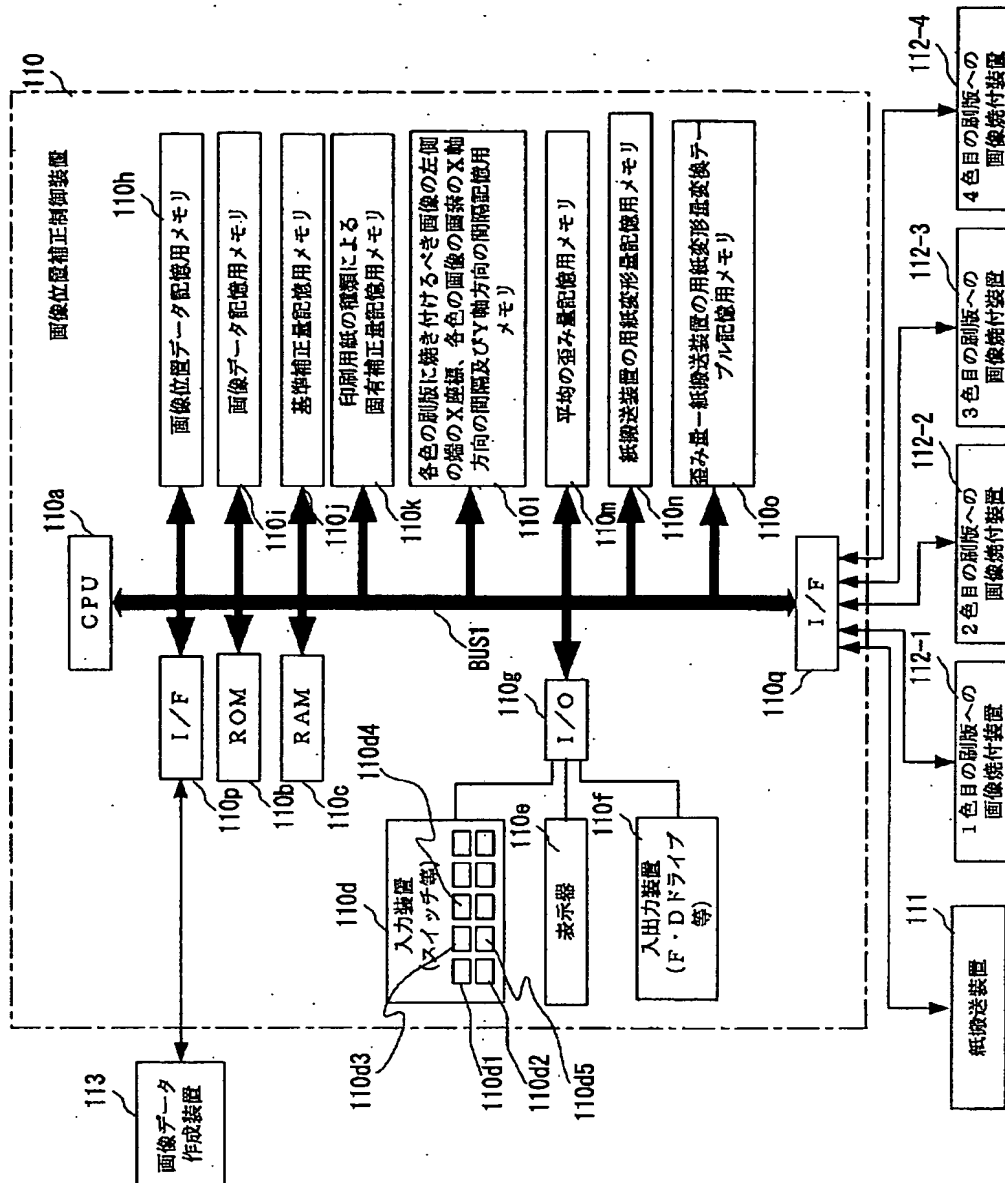 110
画像位置補正制御装置
CPU
110a
I/F
110p
ROM
110b
RAM
110c
113
画像データ
作成装置
画像位置データ記憶用メモリ
110h
画像データ記憶用メモリ
110i
基準補正量記憶用メモリ
110j
印刷用紙の種類による
固有補正量記憶用メモリ
110k
各色の刷版に焼き付けるべき画像の左側
の端のX座標、各色の画像の画素のX軸
方向の間隔及びY軸方向の間隔記憶用
メモリ
110l
平均の歪み量記憶用メモリ
110m
紙搬送装置の用紙変形量記憶用メモリ
110n
歪み量−紙搬送装置の用紙変形量変換テー
ブル記憶用メモリ
110o
BUS1
I/O
110g
110d
入力装置
(スイッチ等)
110d4
110d3
110d1
110d2
110d5
表示器
110e
入出力装置
(F・Dドライブ
等)
110f
I/F
110q
紙搬送装置
111
1色目の刷版への
画像焼付装置
112-1
2色目の刷版への
画像焼付装置
112-2
3色目の刷版への
画像焼付装置
112-3
4色目の刷版への
画像焼付装置
112-4